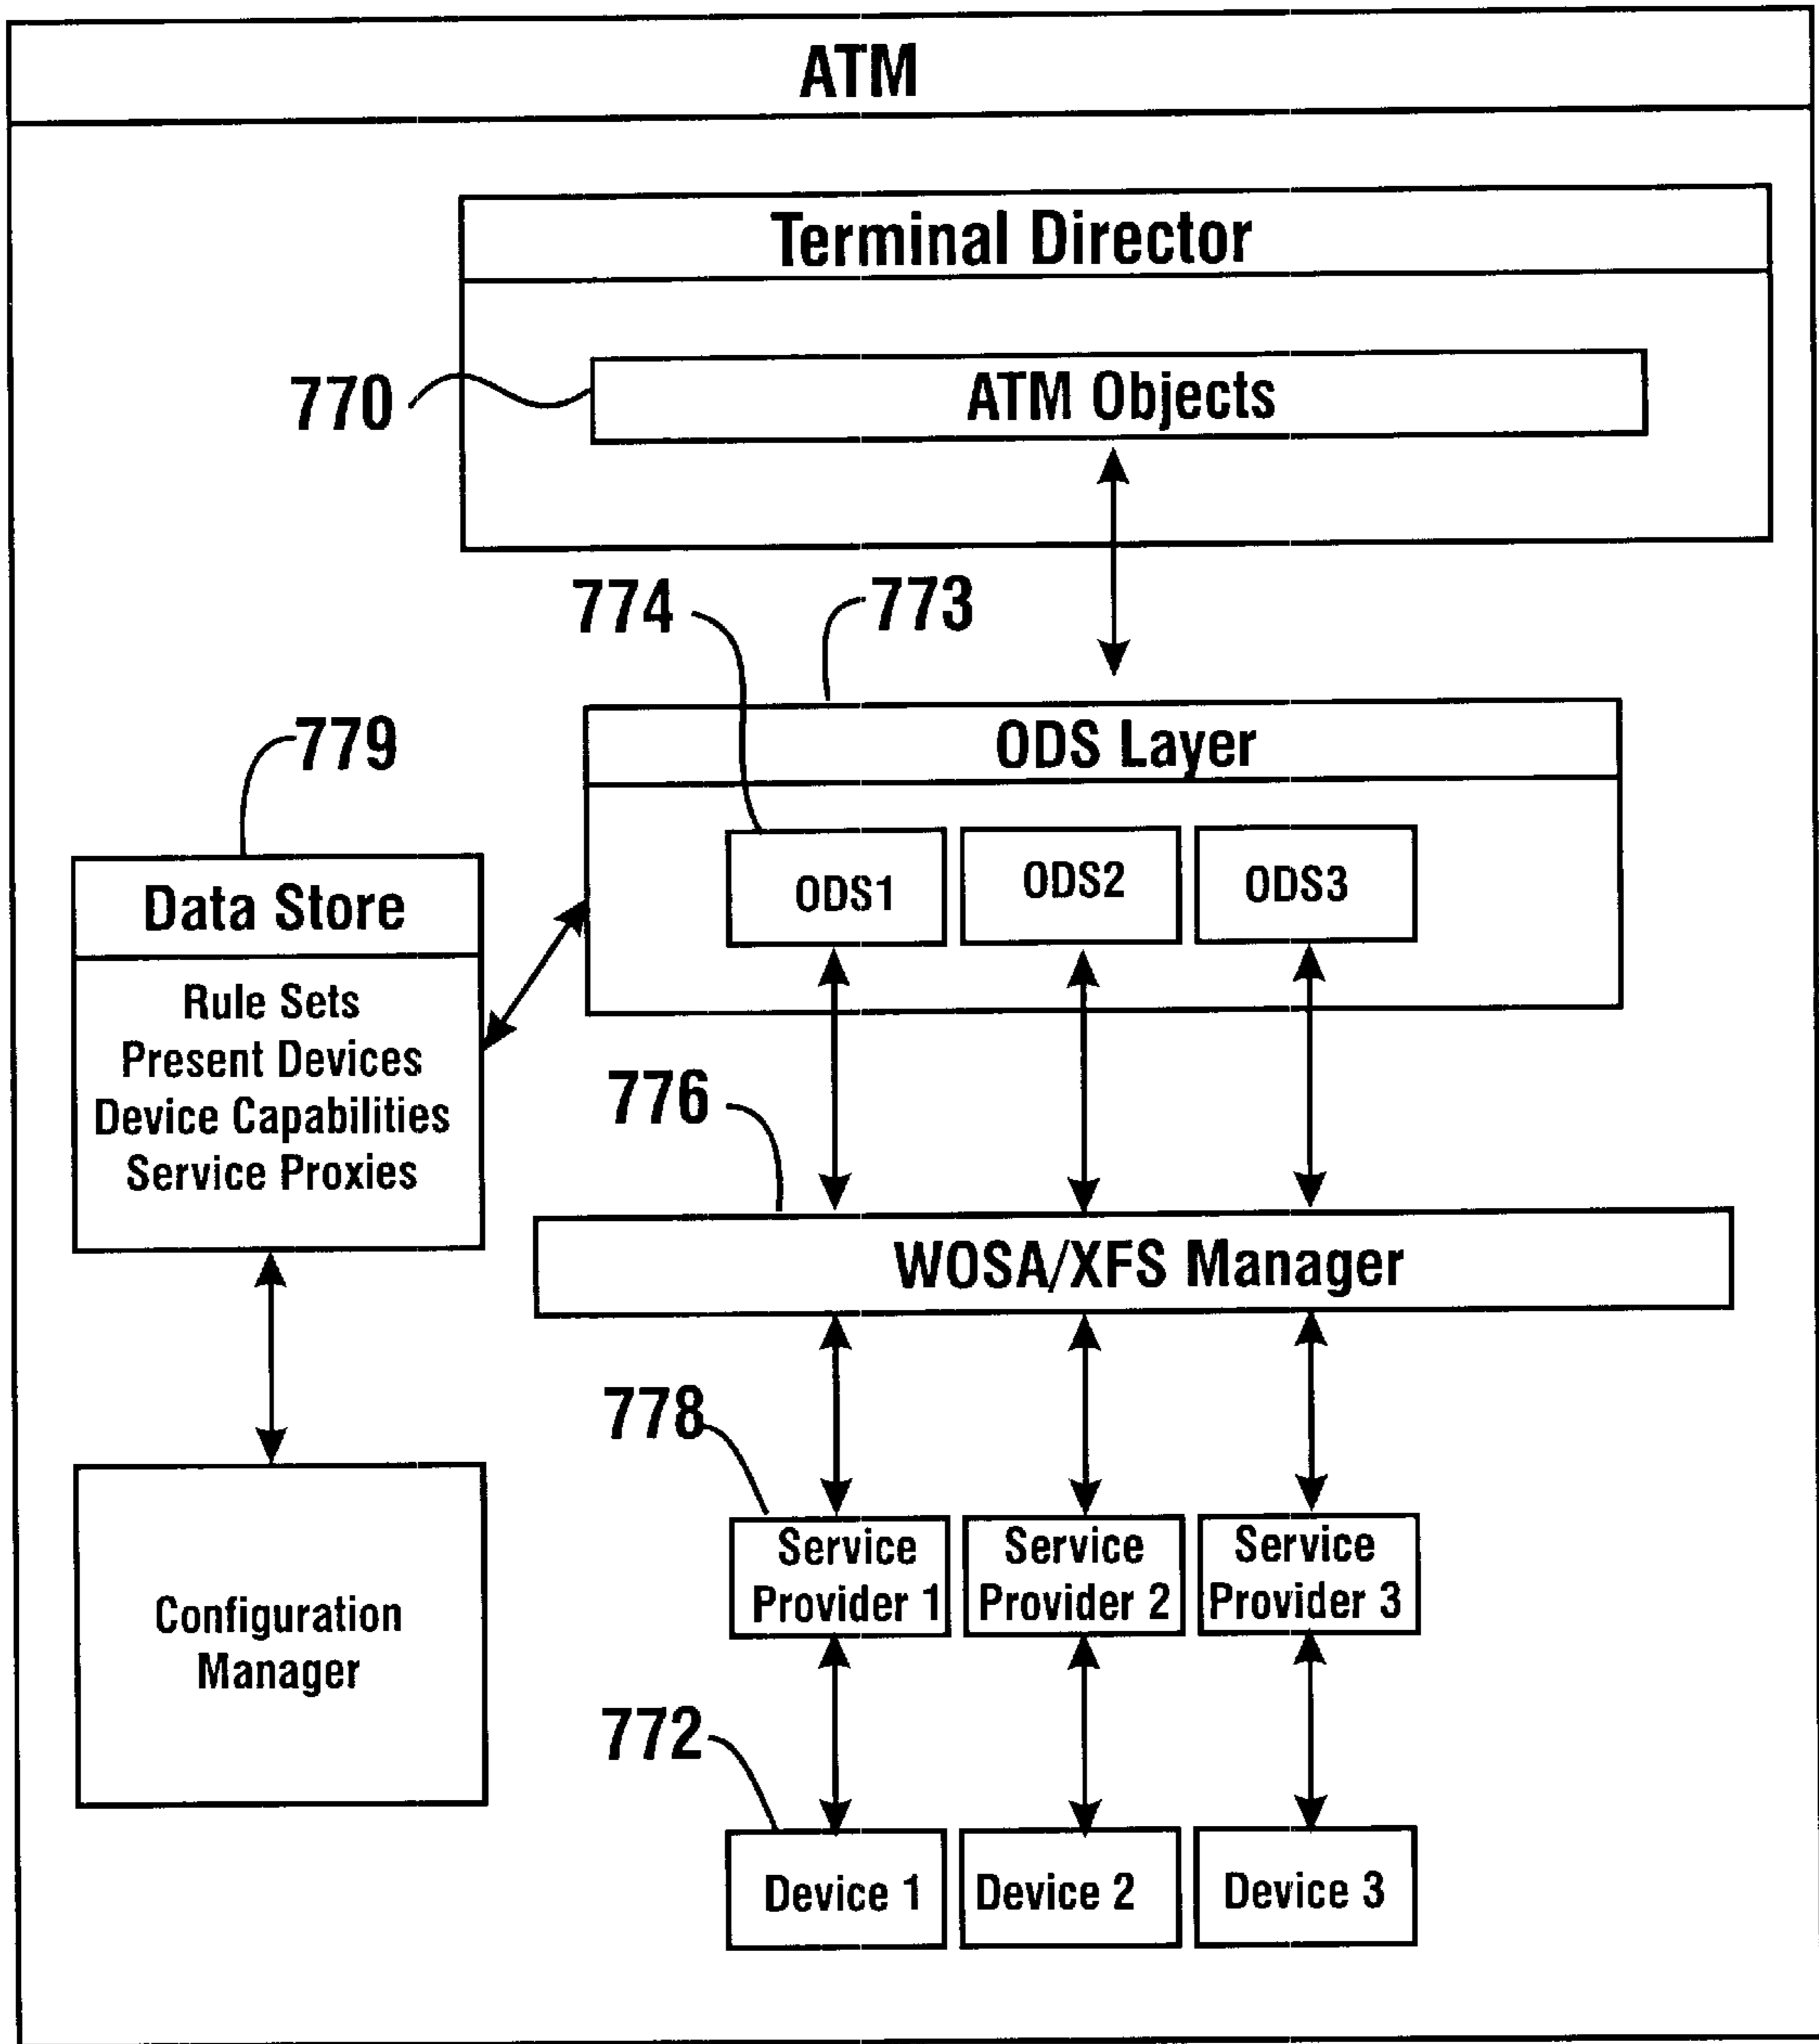 ATM
Terminal Director
770
ATM Objects
774
773
779
ODS Layer
ODS1
ODS2
ODS3
Data Store
Rule Sets
Present Devices
Device Capabilities
Service Proxies
776
WOSA/XFS Manager
778
Service
Provider 1
Service
Provider 2
Service
Provider 3
Configuration
Manager
772
Device 1
Device 2
Device 3